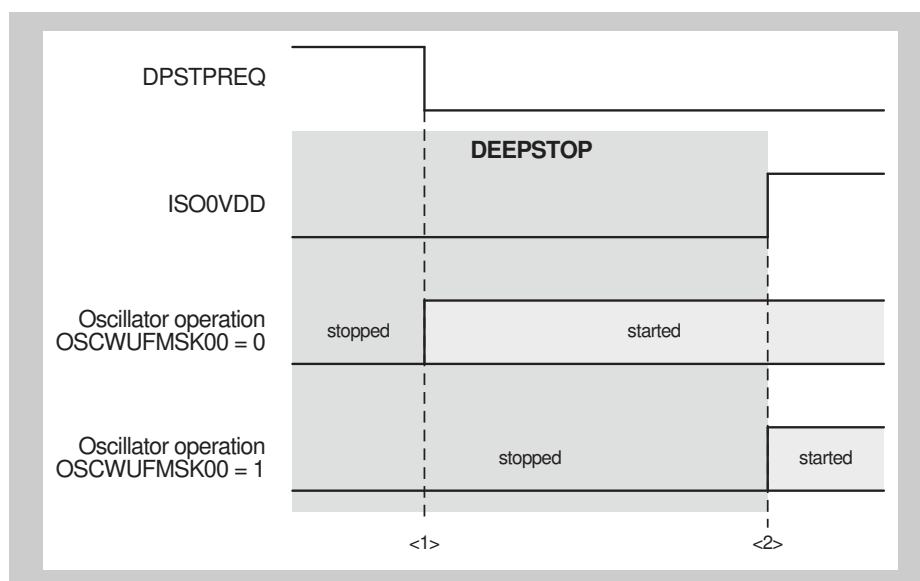 DPSTPREQ
DEEPSTOP
ISO0VDD
Oscillator operation
OSCWUFMSK00 = 0
stopped
started
Oscillator operation
OSCWUFMSK00 = 1
stopped
started
<1>
<2>